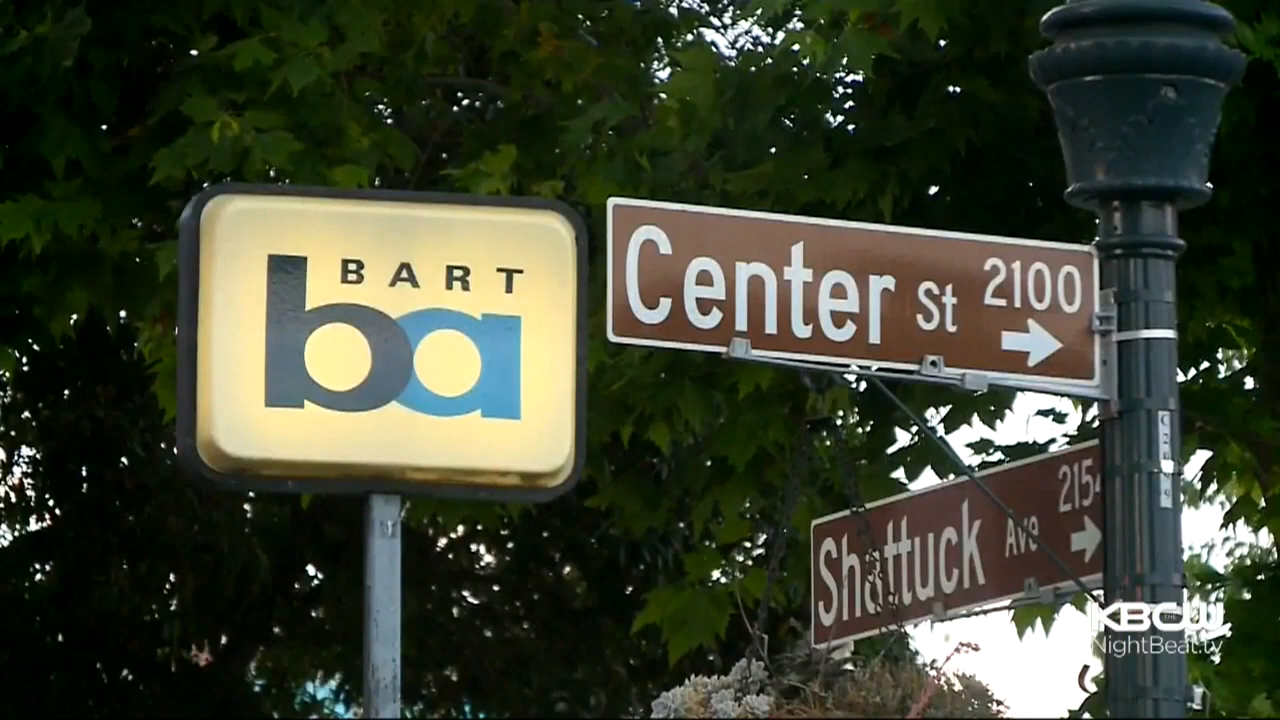 BART
ba
Center St 2100
Shattuck Ave 2154
KBCW
NightBeat.tv